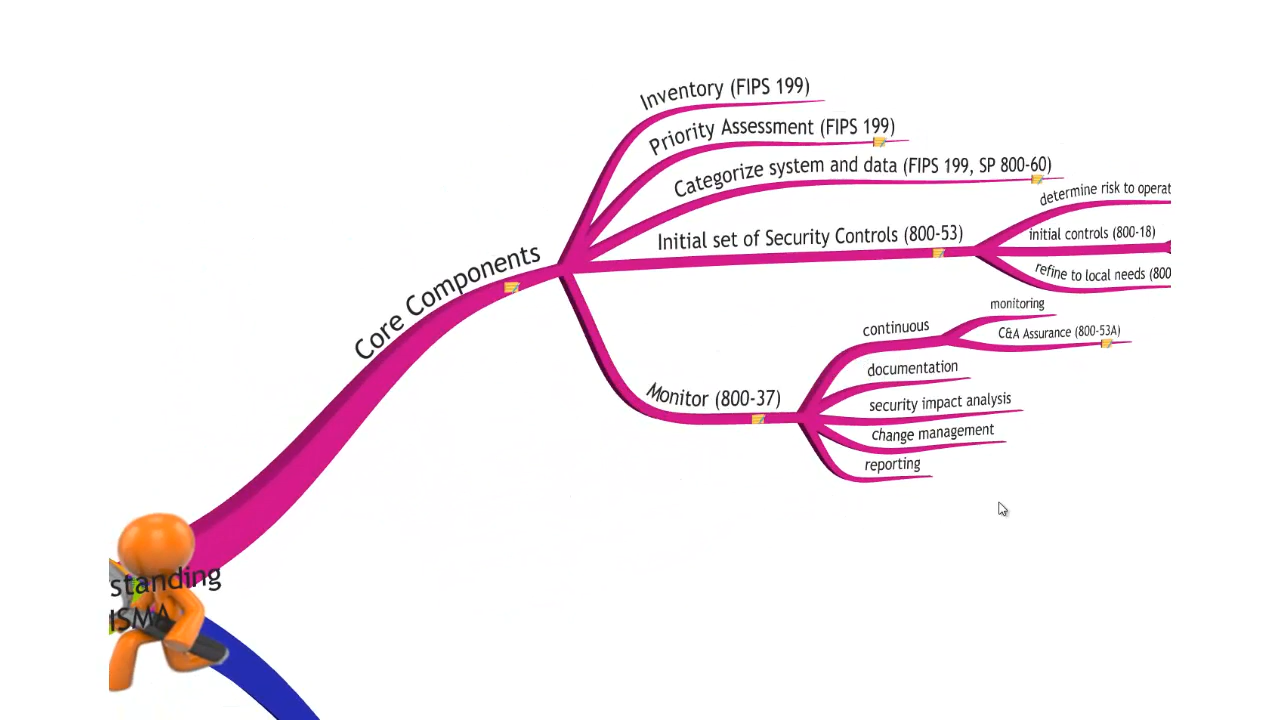 Inventory (FIPS 199)
Priority Assessment (FIPS 199)
Categorize system and data (FIPS 199, SP 800-60)
determine risk to operat
Initial set of Security Controls (800-53)
initial controls (800-18)
refine to local needs (800
Core Components
monitoring
continuous
C&A Assurance (800-53A)
documentation
Monitor (800-37)
security impact analysis
change management
reporting
standing
ISMA